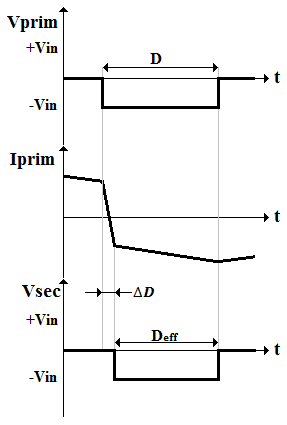 Vprim
+Vin
D
t
-Vin
Iprim
t
Vsec
ΔD
+Vin
Deff
t
-Vin